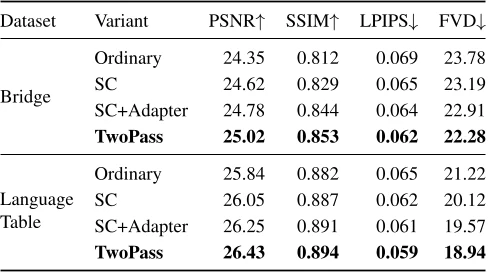 Dataset Variant PSNR↑ SSIM↑ LPIPS↓ FVD↓
Bridge
Ordinary 24.35 0.812 0.069 23.78
SC 24.62 0.829 0.065 23.19
SC+Adapter 24.78 0.844 0.064 22.91
TwoPass 25.02 0.853 0.062 22.28
Language
Table
Ordinary 25.84 0.882 0.065 21.22
SC 26.05 0.887 0.062 20.12
SC+Adapter 26.25 0.891 0.061 19.57
TwoPass 26.43 0.894 0.059 18.94